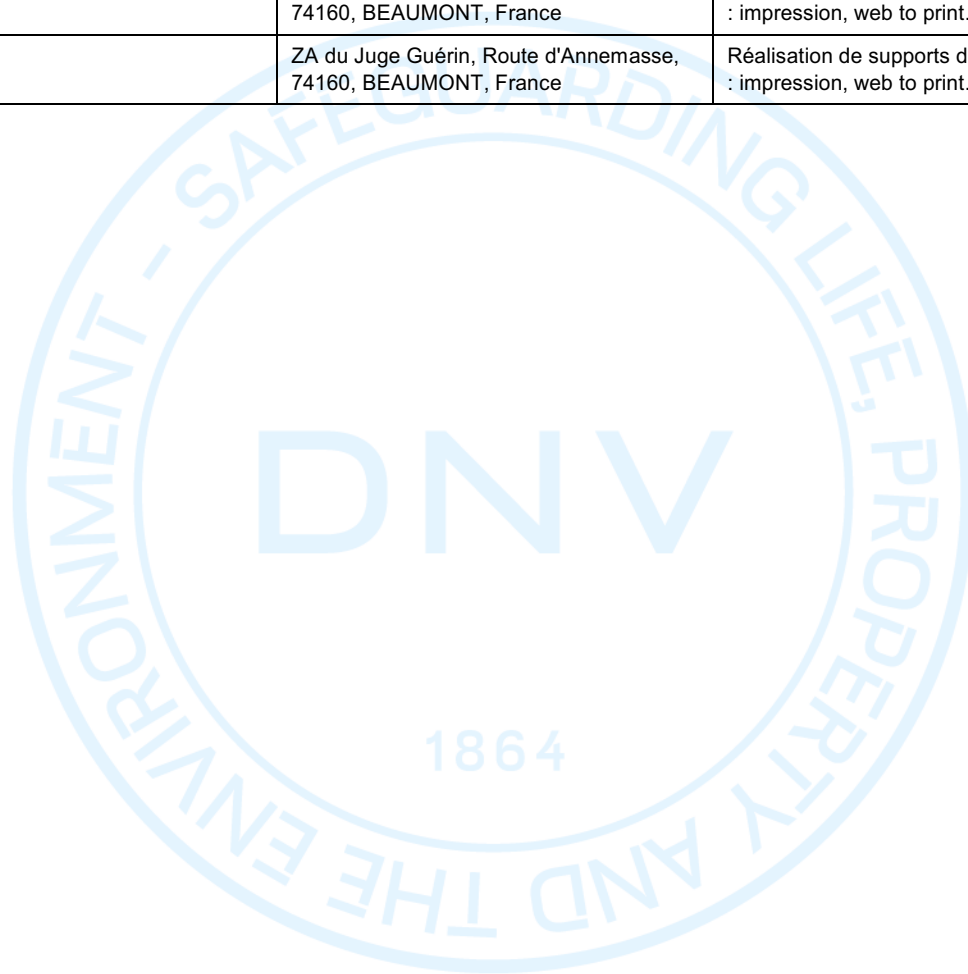 74160, BEAUMONT, France
: impression, web to print.
ZA du Juge Guérin, Route d'Annemasse,
74160, BEAUMONT, France
Réalisation de supports d
: impression, web to print.
SAFEGUARDING LIFE, PROPERTY AND THE ENVIRONMENT -
DNV
1864